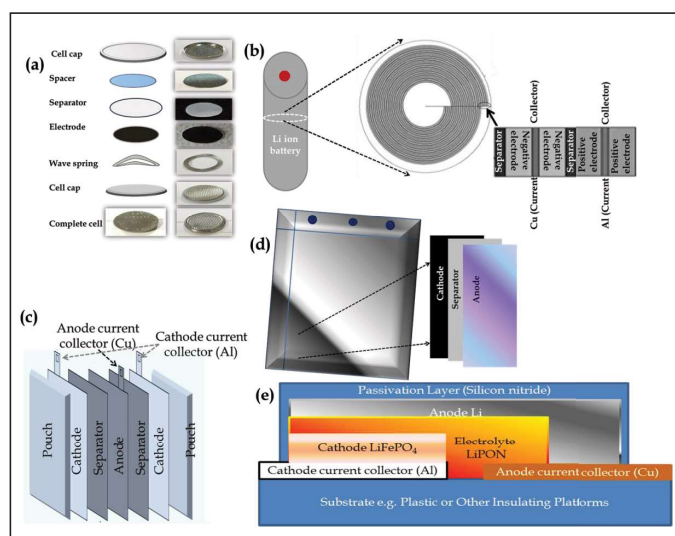 (a)
Cell cap
Spacer
Separator
Electrode
Wave spring
Cell cap
Complete cell
(b)
Li ion
battery
Separator
Negative
electrode
Cu (Current
Collector)
Negative
electrode
Separator
Positive
electrode
Al (Current
Collector)
Positive
electrode
(c)
Anode current
collector (Cu)
Cathode current
collector (Al)
Pouch
Cathode
Separator
Anode
Separator
Cathode
Pouch
(d)
Cathode
Separator
Anode
(e)
Passivation Layer (Silicon nitride)
Anode Li
Cathode LiFePO4
Electrolyte
LiPON
Cathode current collector (Al)
Anode current collector (Cu)
Substrate e.g. Plastic or Other Insulating Platforms